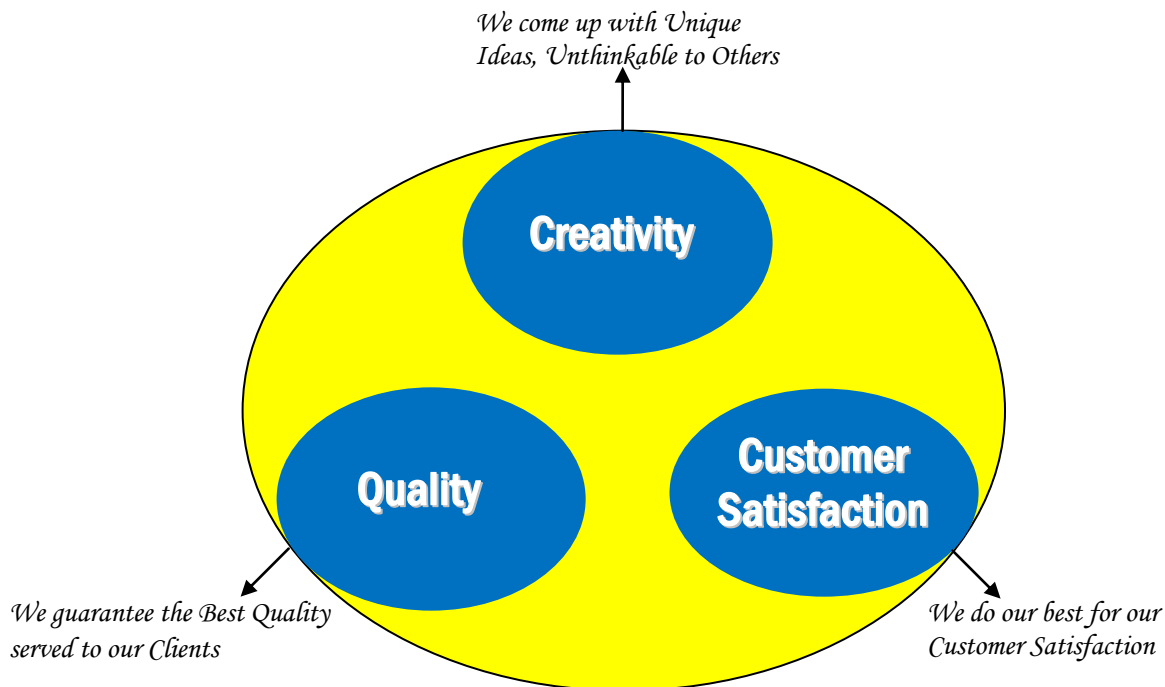 We come up with Unique
Ideas, Unthinkable to Others
Creativity
Quality
Customer
Satisfaction
We guarantee the Best Quality
served to our Clients
We do our best for our
Customer Satisfaction